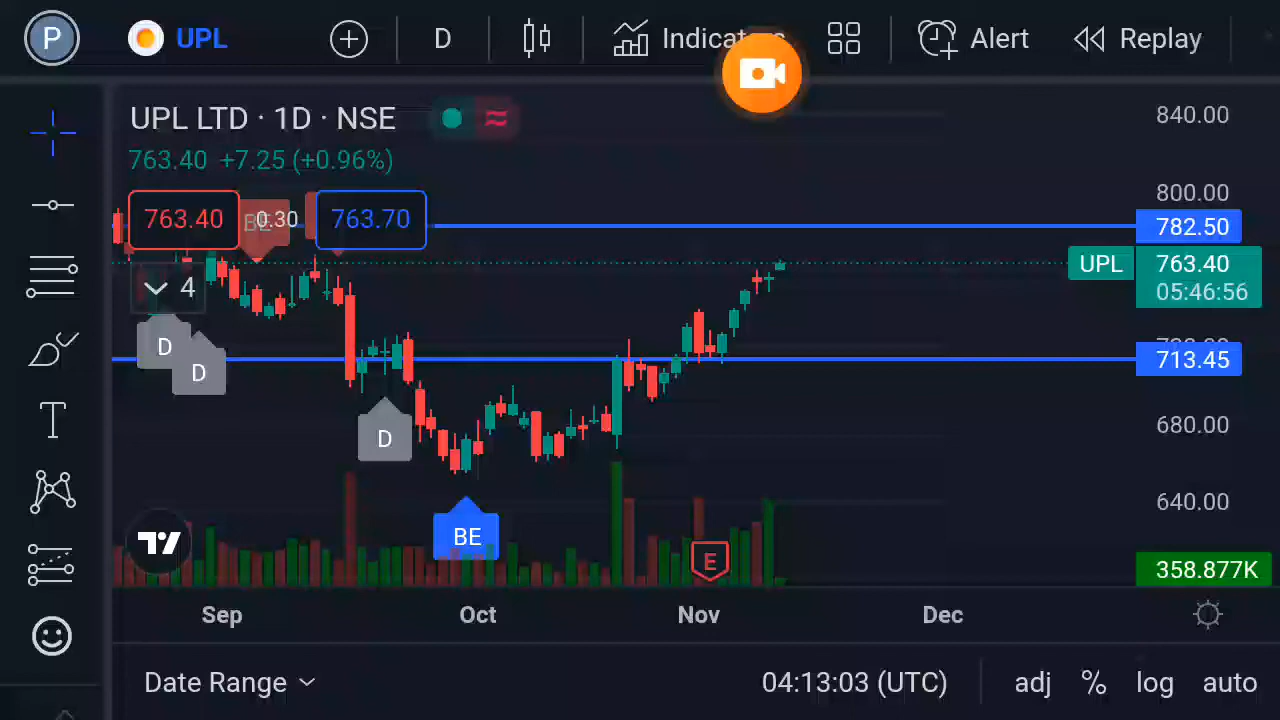 P UPL D Indicators Alert Replay
UPL LTD · 1D · NSE
763.40 +7.25 (+0.96%)
763.40 BE 0.30 763.70
4
D
D
D
BE
E
840.00
800.00
782.50
UPL 763.40
05:46:56
713.45
680.00
640.00
358.877K
Sep Oct Nov Dec
Date Range 04:13:03 (UTC) adj % log auto